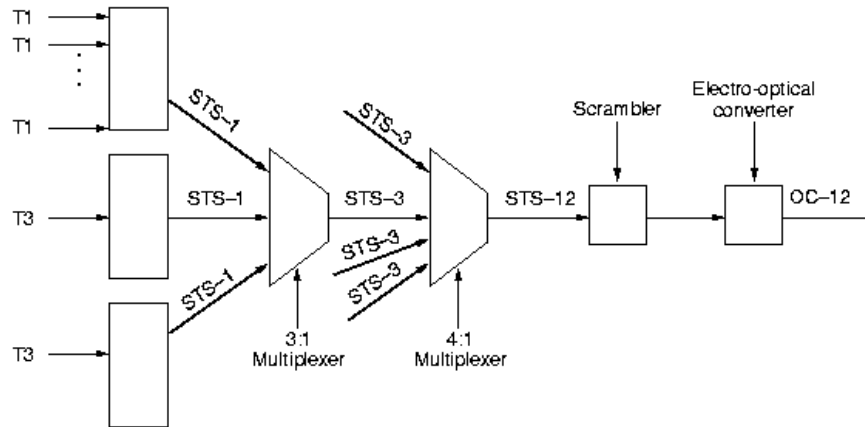 T1
T1
T1
STS–1
STS–3
Scrambler
Electro-optical
converter
T3
STS–1
STS–3
STS–12
OC–12
STS–3
STS–1
STS–3
T3
3:1
Multiplexer
4:1
Multiplexer